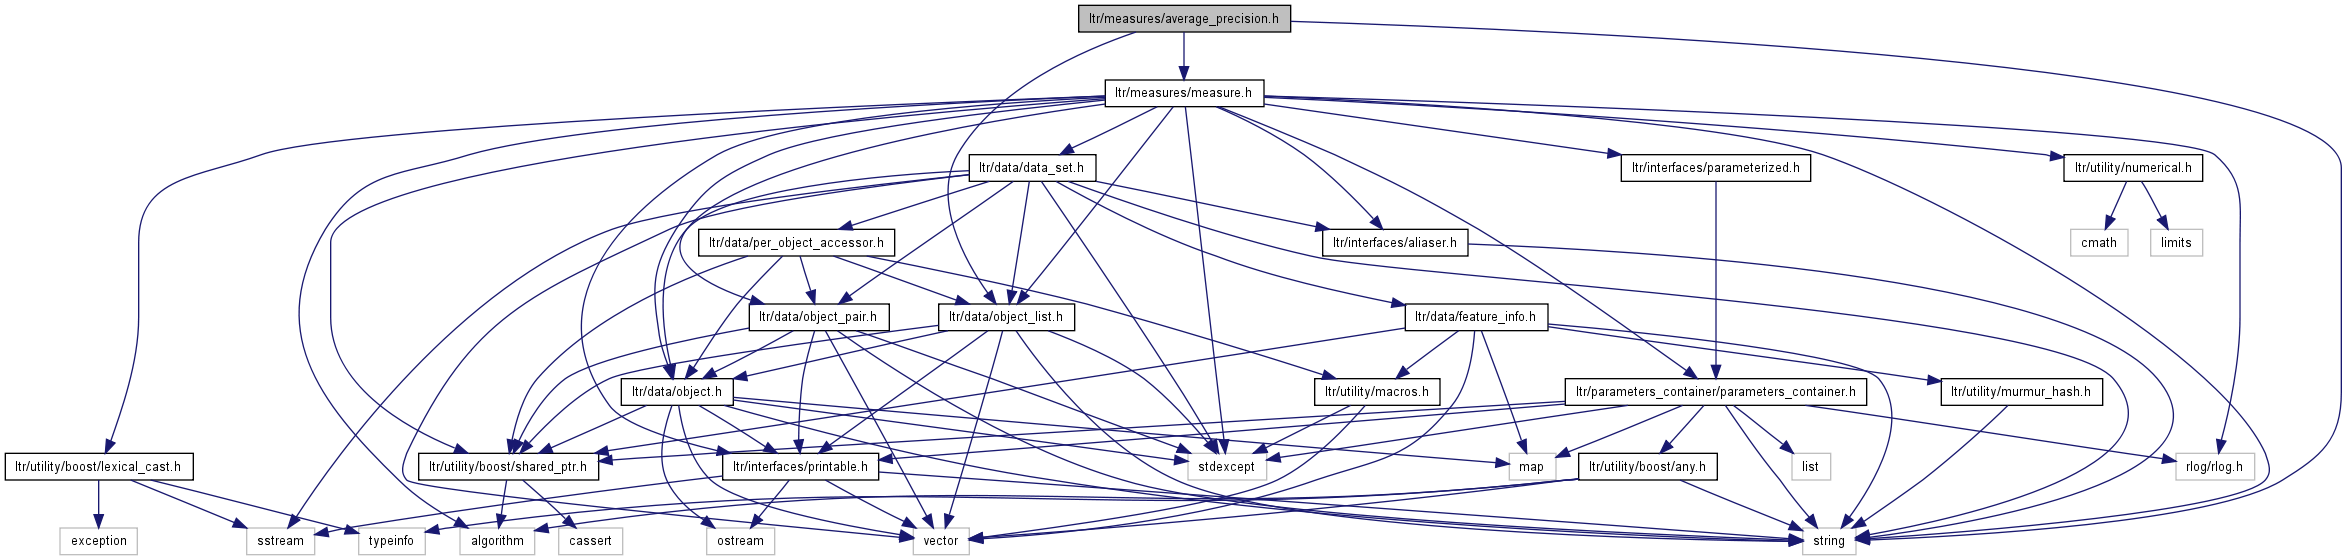 ltr/measures/average_precision.h
ltr/measures/measure.h
ltr/data/data_set.h
ltr/interfaces/parameterized.h
ltr/utility/numerical.h
ltr/data/per_object_accessor.h
ltr/interfaces/aliaser.h
cmath
limits
ltr/data/object_pair.h
ltr/data/object_list.h
ltr/data/feature_info.h
ltr/data/object.h
ltr/utility/macros.h
ltr/parameters_container/parameters_container.h
ltr/utility/murmur_hash.h
ltr/utility/boost/lexical_cast.h
ltr/utility/boost/shared_ptr.h
ltr/interfaces/printable.h
stdexcept
map
ltr/utility/boost/any.h
list
rlog/rlog.h
exception
sstream
typeinfo
algorithm
cassert
ostream
vector
string